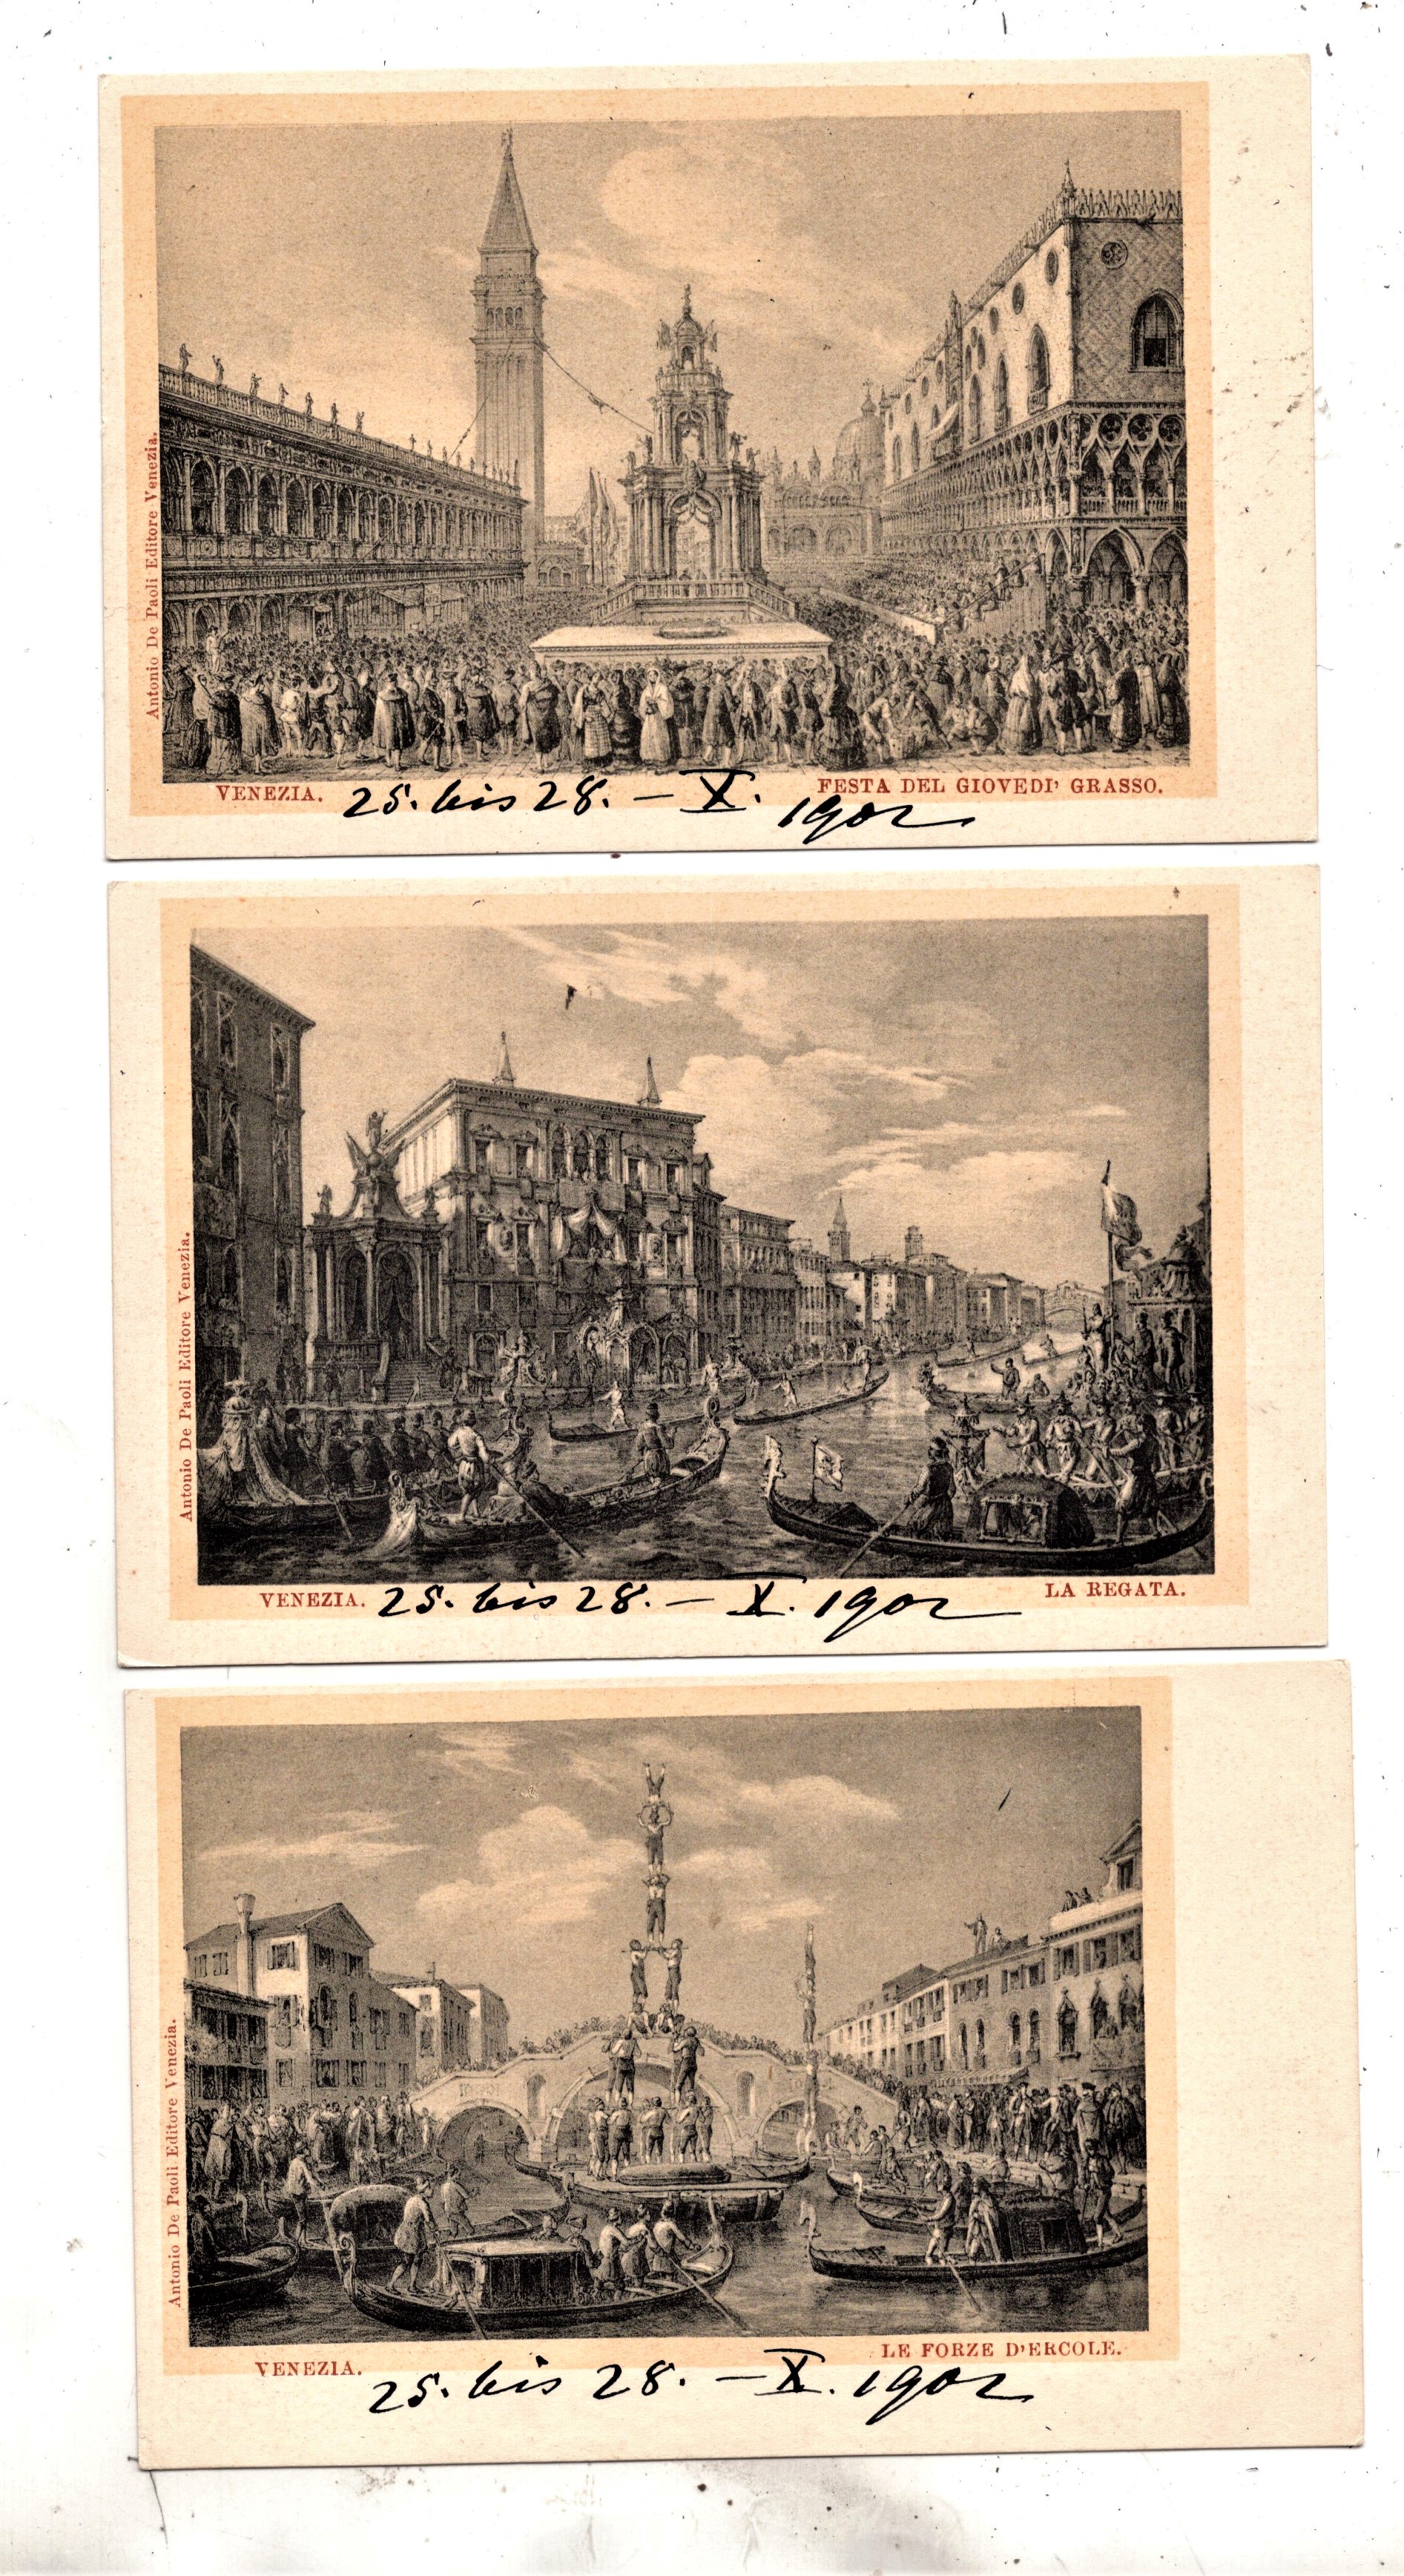 Antonio De Paoli Editore Venezia.
VENEZIA.
FESTA DEL GIOVEDI' GRASSO.
25. bis 28. – X. 1902
Antonio De Paoli Editore Venezia.
VENEZIA.
LA REGATA.
25. bis 28. – X. 1902
Antonio De Paoli Editore Venezia.
VENEZIA.
LE FORZE D'ERCOLE.
25. bis 28. – X. 1902